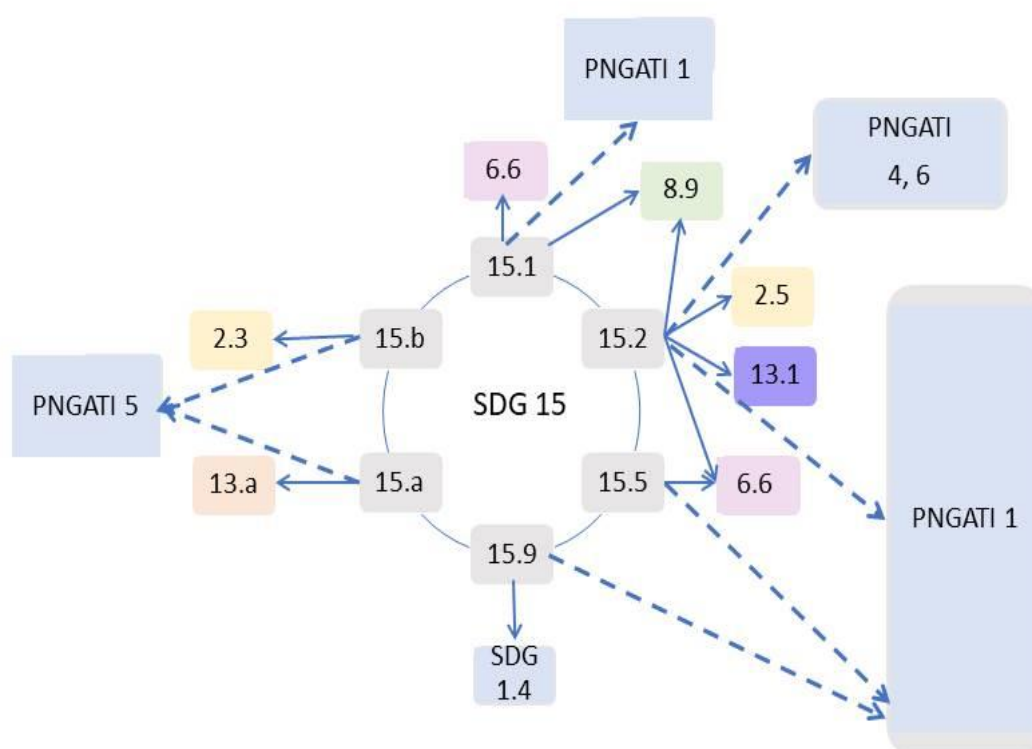 PNGATI 1
PNGATI
4, 6
6.6
8.9
15.1
2.5
2.3
15.b
15.2
13.1
PNGATI 5
SDG 15
13.a
15.a
15.5
6.6
PNGATI 1
15.9
SDG
1.4